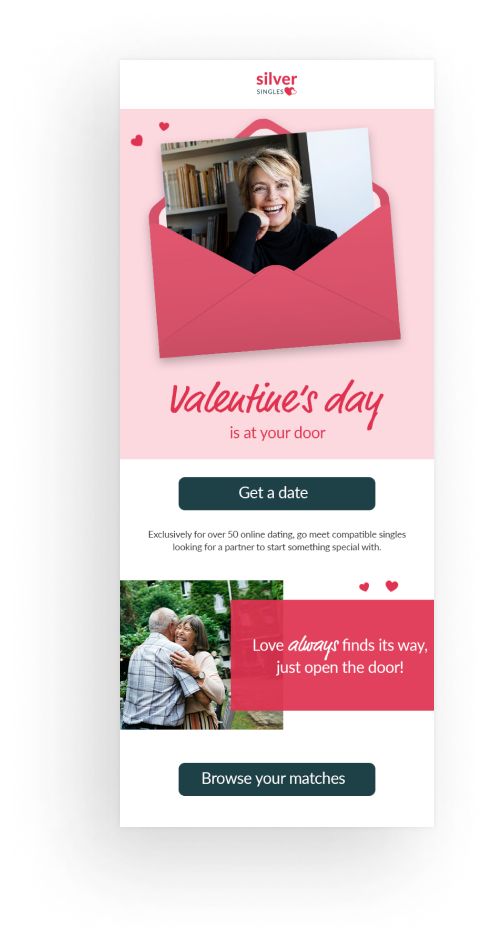 silver
SINGLES
Valentine's day
is at your door
Get a date
Exclusively for over 50 online dating, go meet compatible singles
looking for a partner to start something special with.
Love always finds its way,
just open the door!
Browse your matches